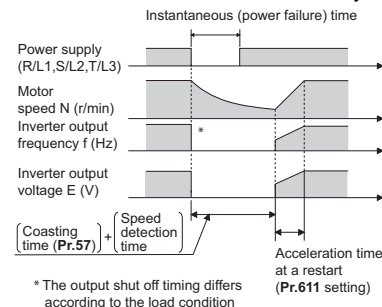 Instantaneous (power failure) time
Power supply
(R/L1,S/L2,T/L3)
Motor
speed N (r/min)
Inverter output
frequency f (Hz)
*
Inverter output
voltage E (V)
Coasting
time (Pr.57)
+
Speed
detection
time
Acceleration time
at a restart
(Pr.611 setting)
* The output shut off timing differs
according to the load condition